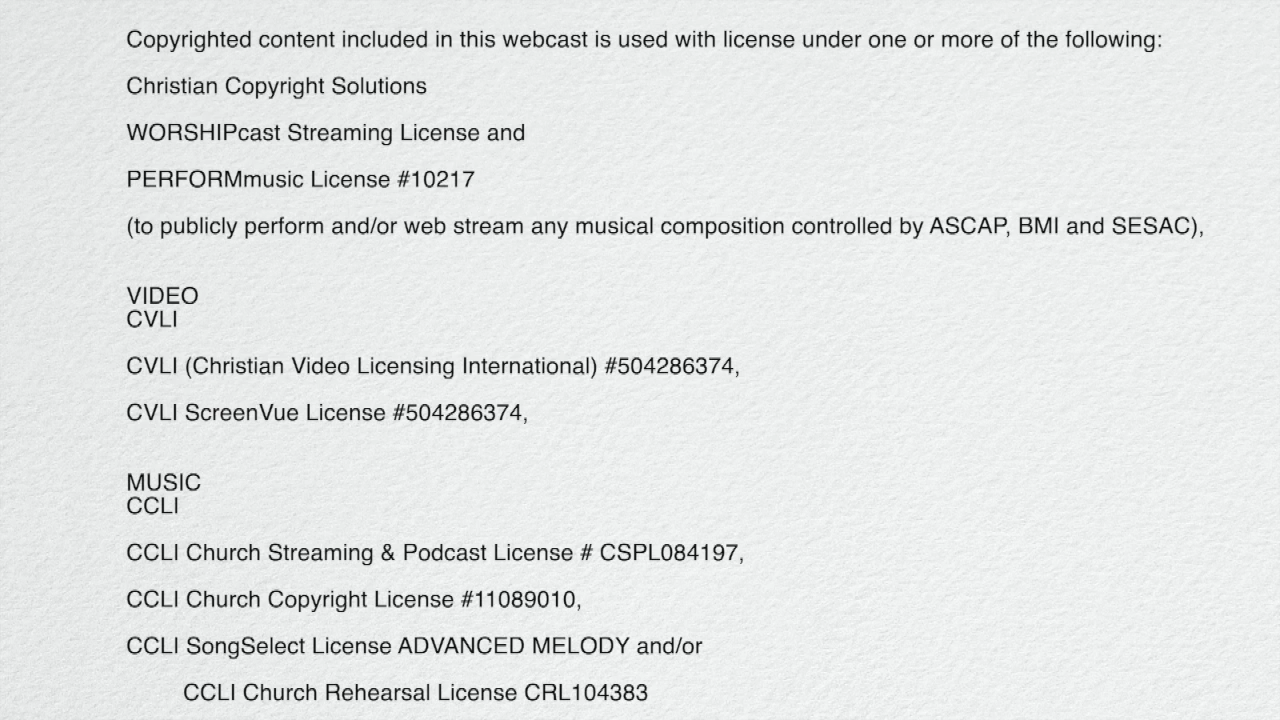 Copyrighted content included in this webcast is used with license under one or more of the following:
Christian Copyright Solutions
WORSHIPcast Streaming License and
PERFORMmusic License #10217
(to publicly perform and/or web stream any musical composition controlled by ASCAP, BMI and SESAC),
VIDEO
CVLI
CVLI (Christian Video Licensing International) #504286374,
CVLI ScreenVue License #504286374,
MUSIC
CCLI
CCLI Church Streaming & Podcast License # CSPL084197,
CCLI Church Copyright License #11089010,
CCLI SongSelect License ADVANCED MELODY and/or
CCLI Church Rehearsal License CRL104383